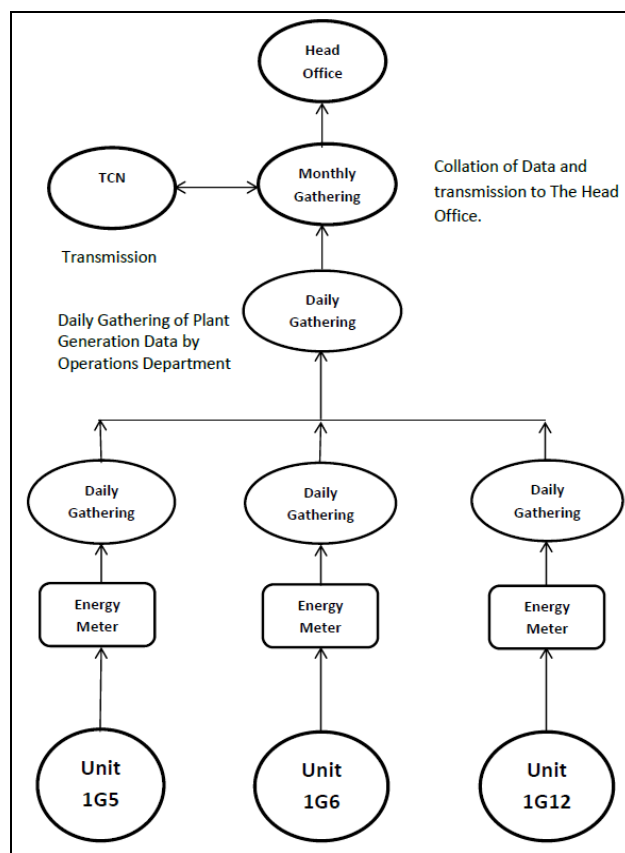 Head
Office
TCN
Monthly
Gathering
Collation of Data and
transmission to The Head
Office.
Transmission
Daily
Gathering
Daily Gathering of Plant
Generation Data by
Operations Department
Daily
Gathering
Daily
Gathering
Daily
Gathering
Energy
Meter
Energy
Meter
Energy
Meter
Unit
1G5
Unit
1G6
Unit
1G12